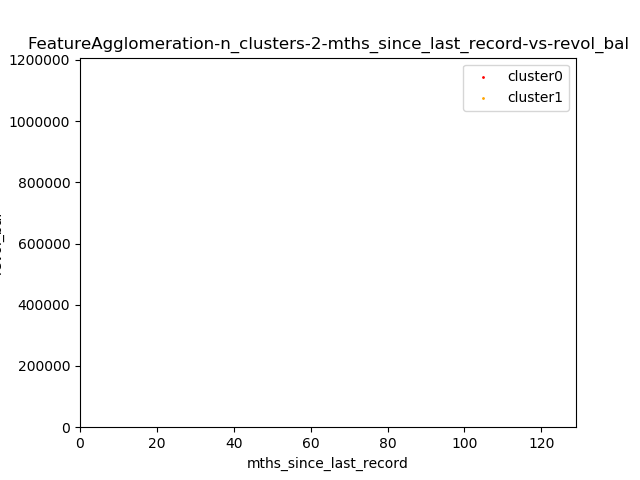 FeatureAgglomeration-n_clusters-2-mths_since_last_record-vs-revol_bal
1200000
1000000
800000
600000
400000
200000
0
cluster0
cluster1
0 20 40 60 80 100 120
mths_since_last_record